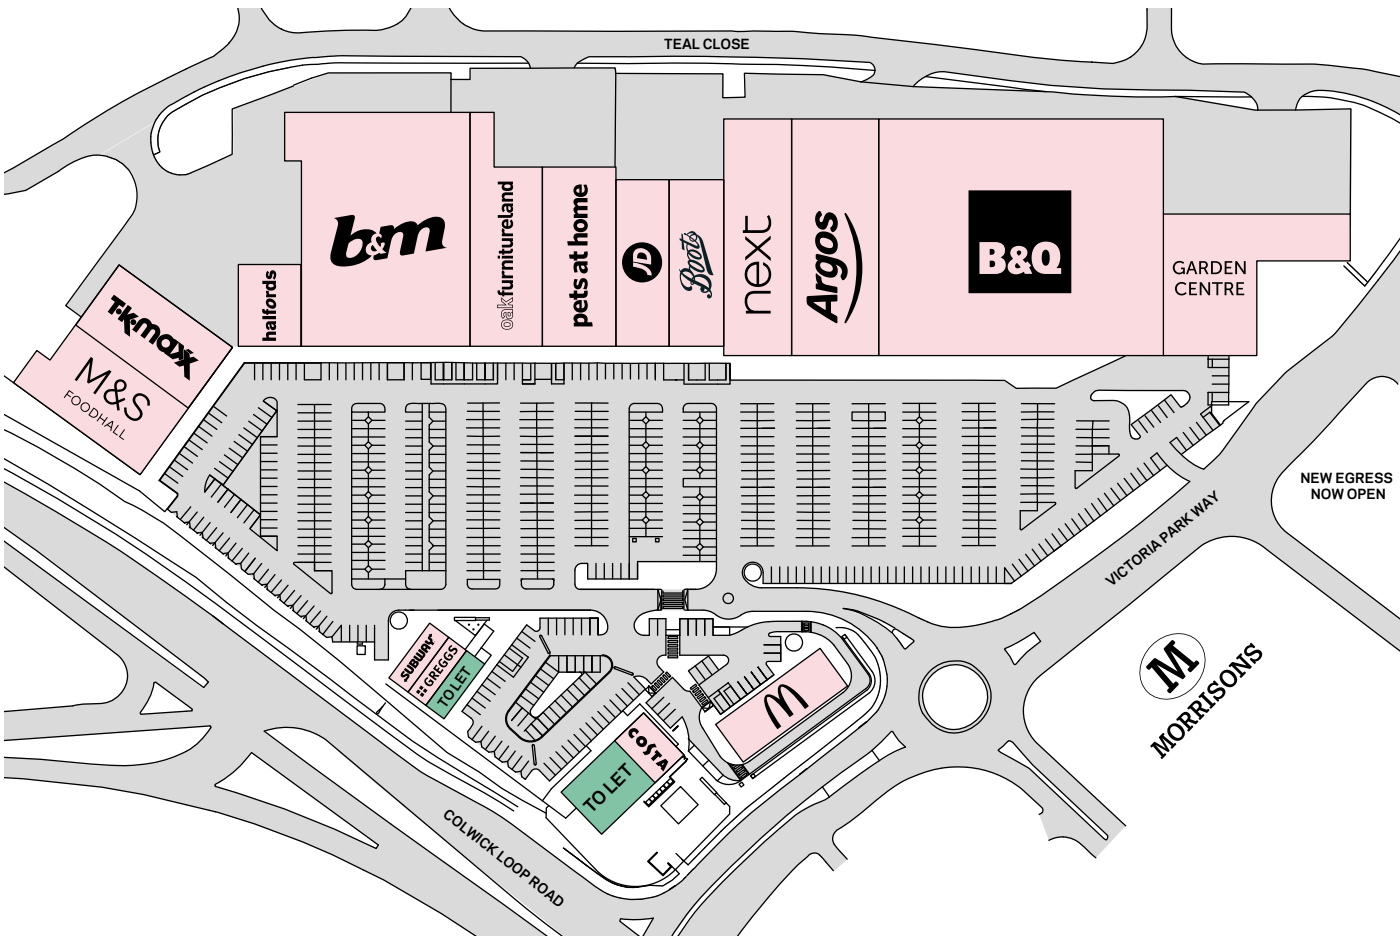 TEAL CLOSE
T·K·maxx
M&S
FOODHALL
halfords
b&m
oakfurnitureland
pets at home
JD
Boots
next
Argos
B&Q
GARDEN
CENTRE
NEW EGRESS
NOW OPEN
VICTORIA PARK WAY
M
MORRISONS
SUBWAY
GREGGS
TO LET
COSTA
TO LET
M
COLWICK LOOP ROAD